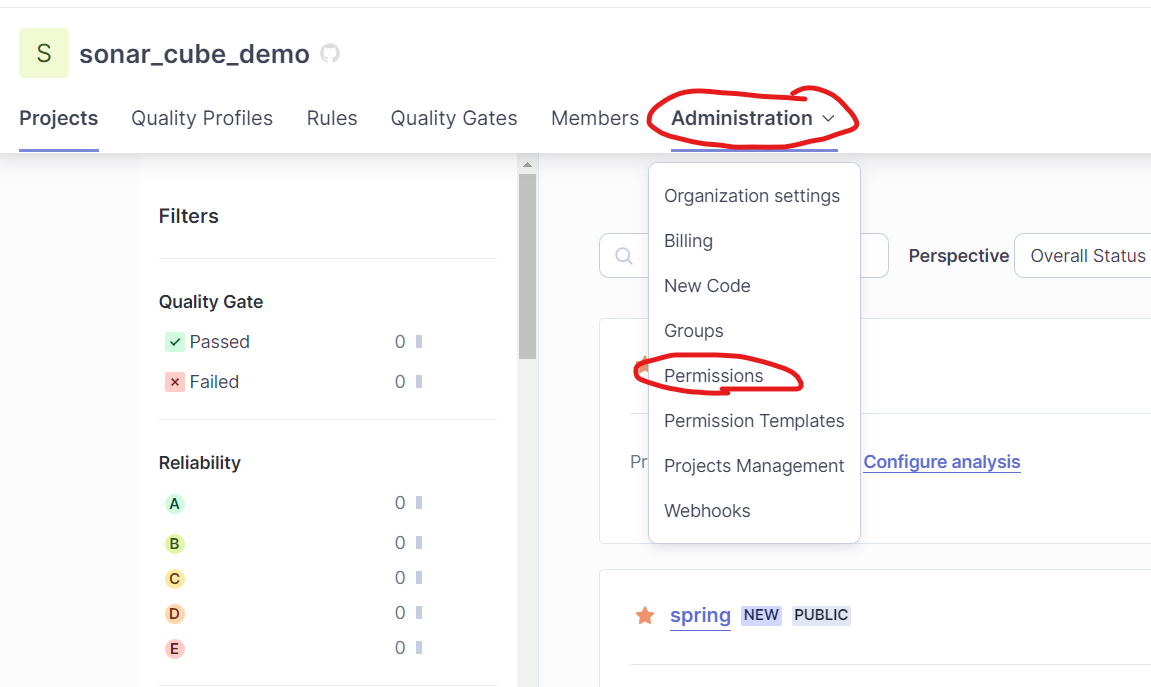 S sonar_cube_demo
Projects Quality Profiles Rules Quality Gates Members Administration
Filters
Quality Gate
Passed 0
Failed 0
Reliability
A 0
B 0
C 0
D 0
E 0
Organization settings
Billing
New Code
Groups
Permissions
Permission Templates
Projects Management
Webhooks
Perspective Overall Status
Pr Configure analysis
spring NEW PUBLIC